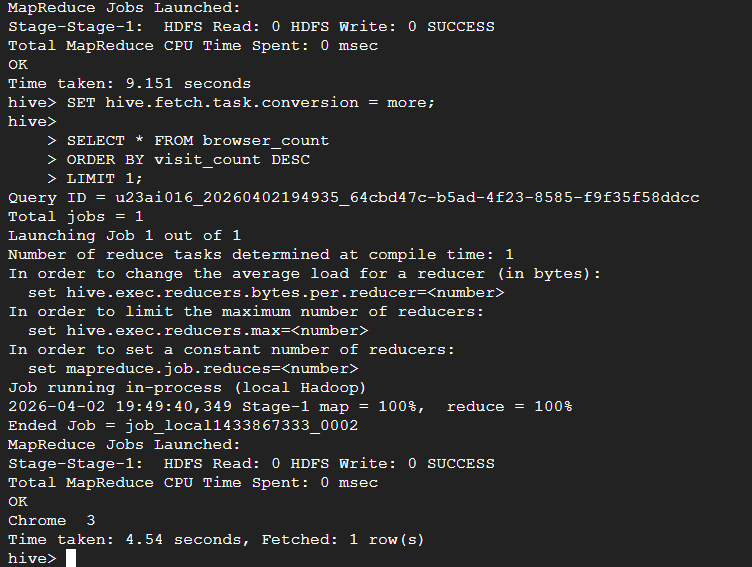 MapReduce Jobs Launched:
Stage-Stage-1:  HDFS Read: 0 HDFS Write: 0 SUCCESS
Total MapReduce CPU Time Spent: 0 msec
OK
Time taken: 9.151 seconds
hive> SET hive.fetch.task.conversion = more;
hive>
    > SELECT * FROM browser_count
    > ORDER BY visit_count DESC
    > LIMIT 1;
Query ID = u23ai016_20260402194935_64cbd47c-b5ad-4f23-8585-f9f35f58ddcc
Total jobs = 1
Launching Job 1 out of 1
Number of reduce tasks determined at compile time: 1
In order to change the average load for a reducer (in bytes):
  set hive.exec.reducers.bytes.per.reducer=<number>
In order to limit the maximum number of reducers:
  set hive.exec.reducers.max=<number>
In order to set a constant number of reducers:
  set mapreduce.job.reduces=<number>
Job running in-process (local Hadoop)
2026-04-02 19:49:40,349 Stage-1 map = 100%,  reduce = 100%
Ended Job = job_local1433867333_0002
MapReduce Jobs Launched:
Stage-Stage-1:  HDFS Read: 0 HDFS Write: 0 SUCCESS
Total MapReduce CPU Time Spent: 0 msec
OK
Chrome  3
Time taken: 4.54 seconds, Fetched: 1 row(s)
hive>